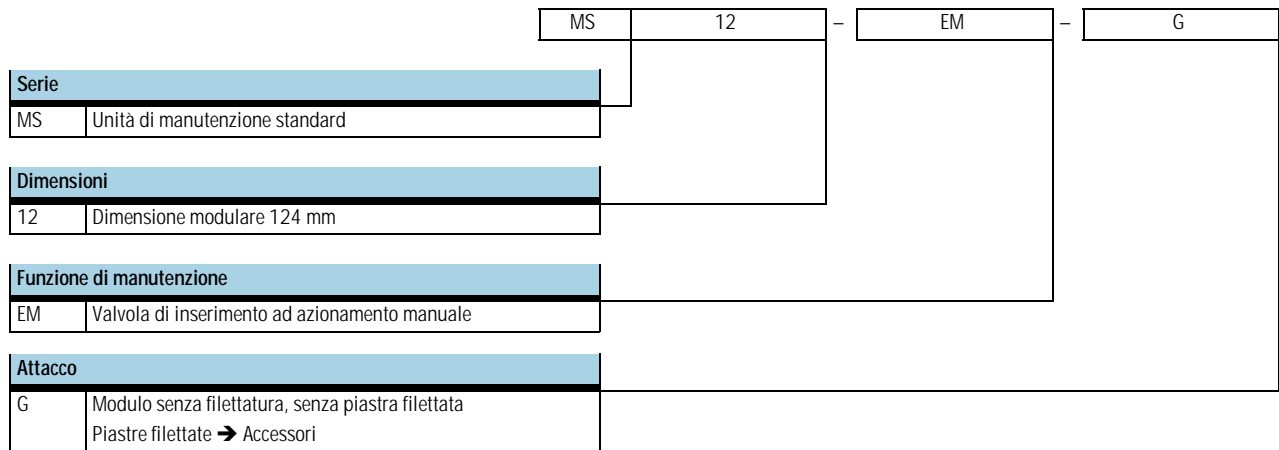 MS 12 – EM – G
Serie
MS Unità di manutenzione standard
Dimensioni
12 Dimensione modulare 124 mm
Funzione di manutenzione
EM Valvola di inserimento ad azionamento manuale
Attacco
G Modulo senza filettatura, senza piastra filettata
Piastre filettate ➔ Accessori